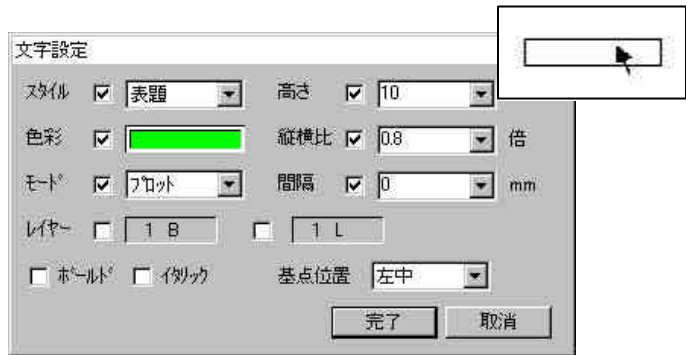 文字設定
ｽﾀｲﾙ 表題 高さ 10
色彩 縦横比 0.8 倍
ﾓｰﾄﾞ ﾌﾟﾛｯﾄ 間隔 0 mm
ﾚｲﾔｰ 1 B 1 L
ﾎﾞｰﾙﾄﾞ ｲﾀﾘｯｸ 基点位置 左中
完了 取消